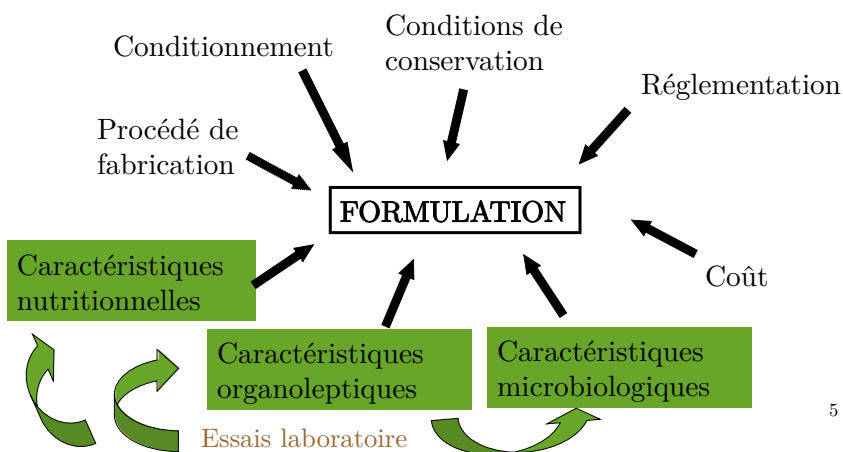 Conditionnement
Conditions de
conservation
Réglementation
Procédé de
fabrication
FORMULATION
Caractéristiques
nutritionnelles
Coût
Caractéristiques
organoleptiques
Caractéristiques
microbiologiques
Essais laboratoire
5